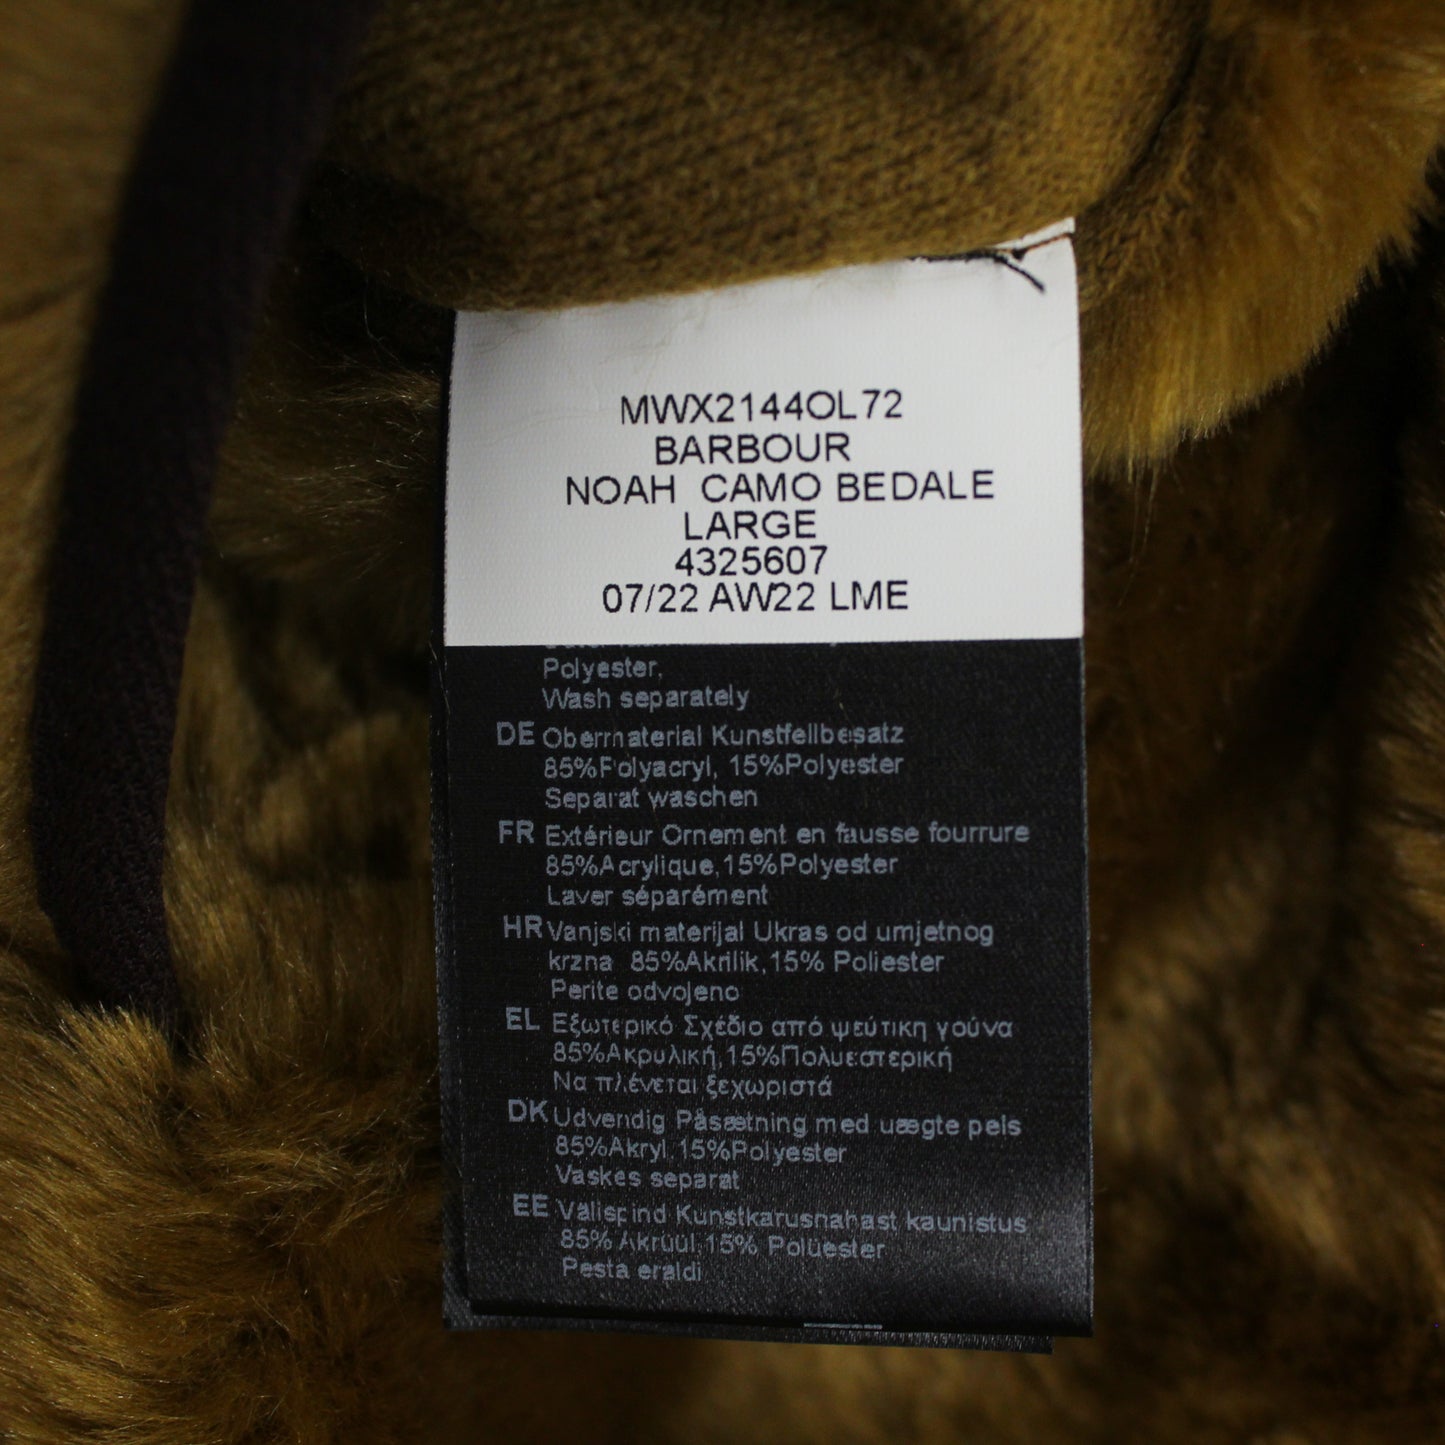 MWX2144OL72
BARBOUR
NOAH CAMO BEDALE
LARGE
4325607
07/22 AW22 LME
Polyester,
Wash separately
DE Obermaterial Kunstfellbesatz
85%Polyacryl, 15%Polyester
Separat waschen
FR Extérieur Ornement en fausse fourrure
85%Acrylique,15%Polyester
Laver séparément
HR Vanjski materijal Ukras od umjetnog
krzna 85%Akrilik,15% Poliester
Perite odvojeno
EL Εξωτερικό Σχέδιο από ψεύτικη γούνα
85%Ακρυλική,15%Πολυεστερική
Να πλένεται ξεχωριστά
DK Udvendig Påsætning med uægte pels
85%Akryl,15%Polyester
Vaskes separat
EE Välispind Kunstkarusnahast kaunistus
85% Akrüül,15% Polüester
Pesta eraldi